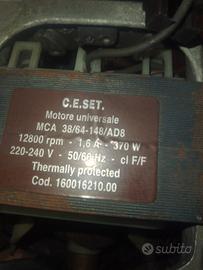 C.E.SET.
Motore universale
MCA 38/64-148/AD8
12800 rpm - 1,6 A - 370 W
220-240 V - 50/60 Hz - cl F/F
Thermally protected
Cod. 160016210.00
subito